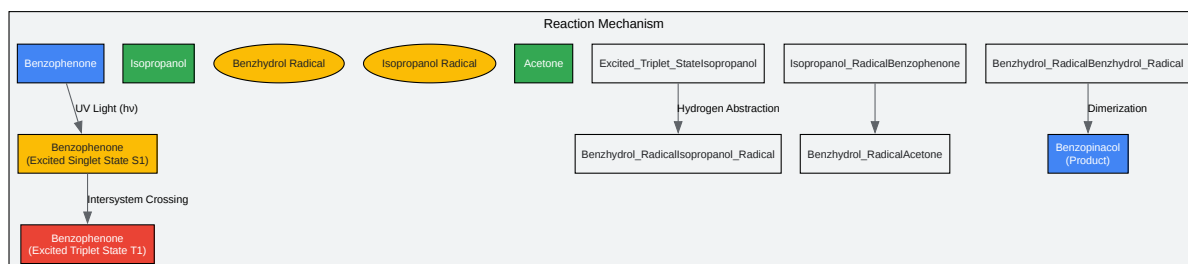 Reaction Mechanism
Benzophenone
Isopropanol
Benzhydrol Radical
Isopropanol Radical
Acetone
Excited_Triplet_StateIsopropanol
Isopropanol_RadicalBenzophenone
Benzhydrol_RadicalBenzhydrol_Radical
UV Light (hν)
Hydrogen Abstraction
Dimerization
Benzophenone
(Excited Singlet State S1)
Benzhydrol_RadicalIsopropanol_Radical
Benzhydrol_RadicalAcetone
Benzopinacol
(Product)
Intersystem Crossing
Benzophenone
(Excited Triplet State T1)